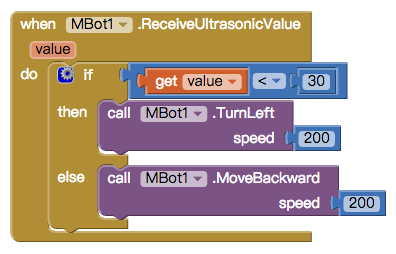 when MBot1 .ReceiveUltrasonicValue
value
do if get value < 30
then call MBot1 .TurnLeft
speed 200
else call MBot1 .MoveBackward
speed 200